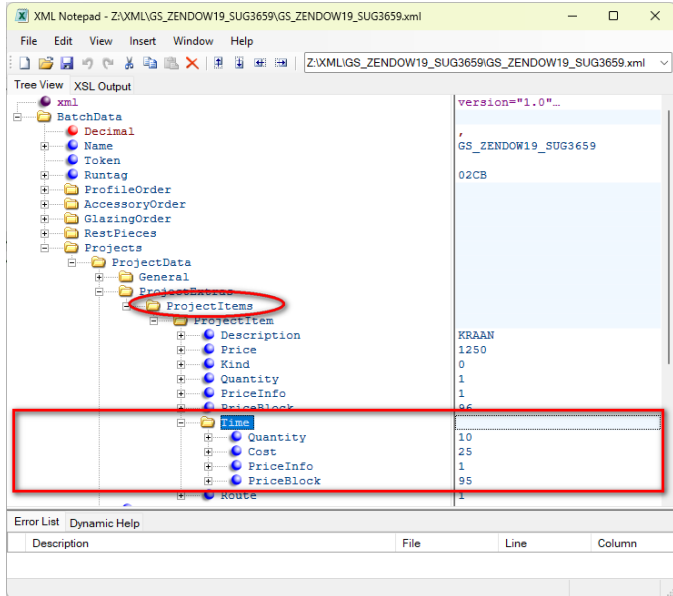 XML Notepad - Z:\XML\GS_ZENDOW19_SUG3659\GS_ZENDOW19_SUG3659.xml
File Edit View Insert Window Help
Z:\XML\GS_ZENDOW19_SUG3659\GS_ZENDOW19_SUG3659.xml
Tree View XSL Output
xml version="1.0"…
BatchData
Decimal ,
Name GS_ZENDOW19_SUG3659
Token
Runtag 02CB
ProfileOrder
AccessoryOrder
GlazingOrder
RestPieces
Projects
ProjectData
General
ProjectExtras
ProjectItems
ProjectItem
Description KRAAN
Price 1250
Kind 0
Quantity 1
PriceInfo 1
PriceBlock 96
Time
Quantity 10
Cost 25
PriceInfo 1
PriceBlock 95
Route 1
Error List Dynamic Help
Description File Line Column